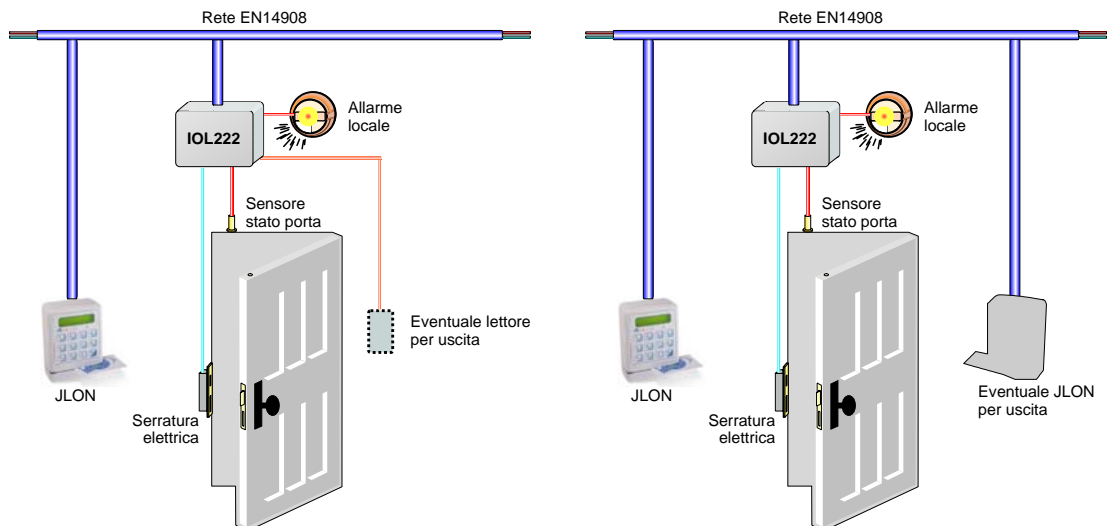 Rete EN14908
Allarme
locale
IOL222
Sensore
stato porta
Eventuale lettore
per uscita
JLON
Serratura
elettrica
Rete EN14908
Allarme
locale
IOL222
Sensore
stato porta
JLON
Eventuale JLON
per uscita
Serratura
elettrica